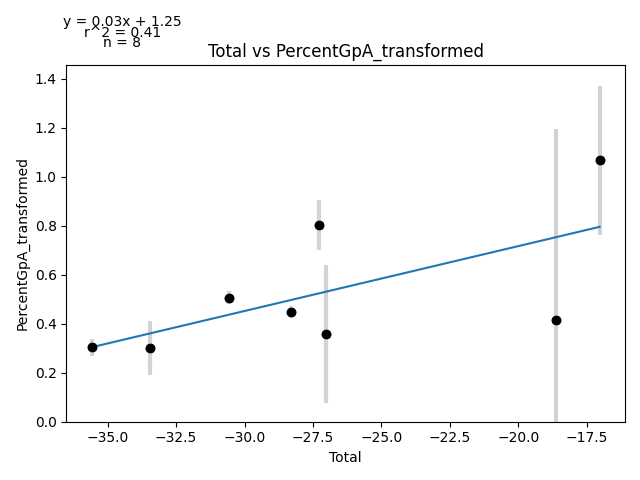 y = 0.03x + 1.25
r^2 = 0.41
n = 8
Total vs PercentGpA_transformed
PercentGpA_transformed
1.4
1.2
1.0
0.8
0.6
0.4
0.2
0.0
−35.0 −32.5 −30.0 −27.5 −25.0 −22.5 −20.0 −17.5
Total